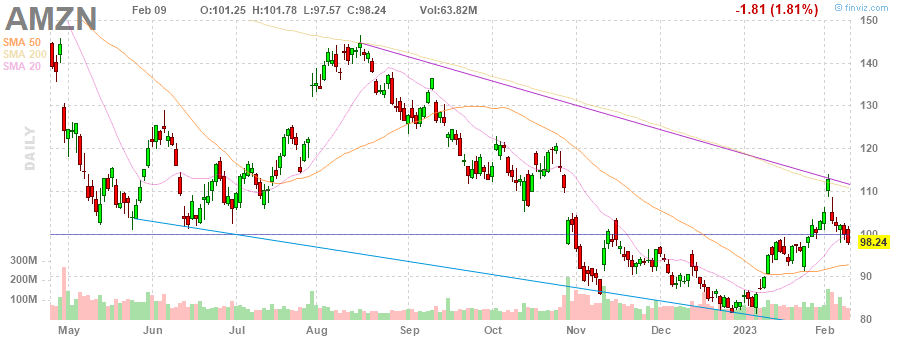 AMZN
Feb 09
O:101.25 H:101.78 L:97.57 C:98.24 Vol:63.82M
-1.81 (1.81%)
© finviz.com
SMA 50
SMA 200
SMA 20
DAILY
150
140
130
120
110
100
98.24
90
80
300M
200M
100M
May Jun Jul Aug Sep Oct Nov Dec 2023 Feb